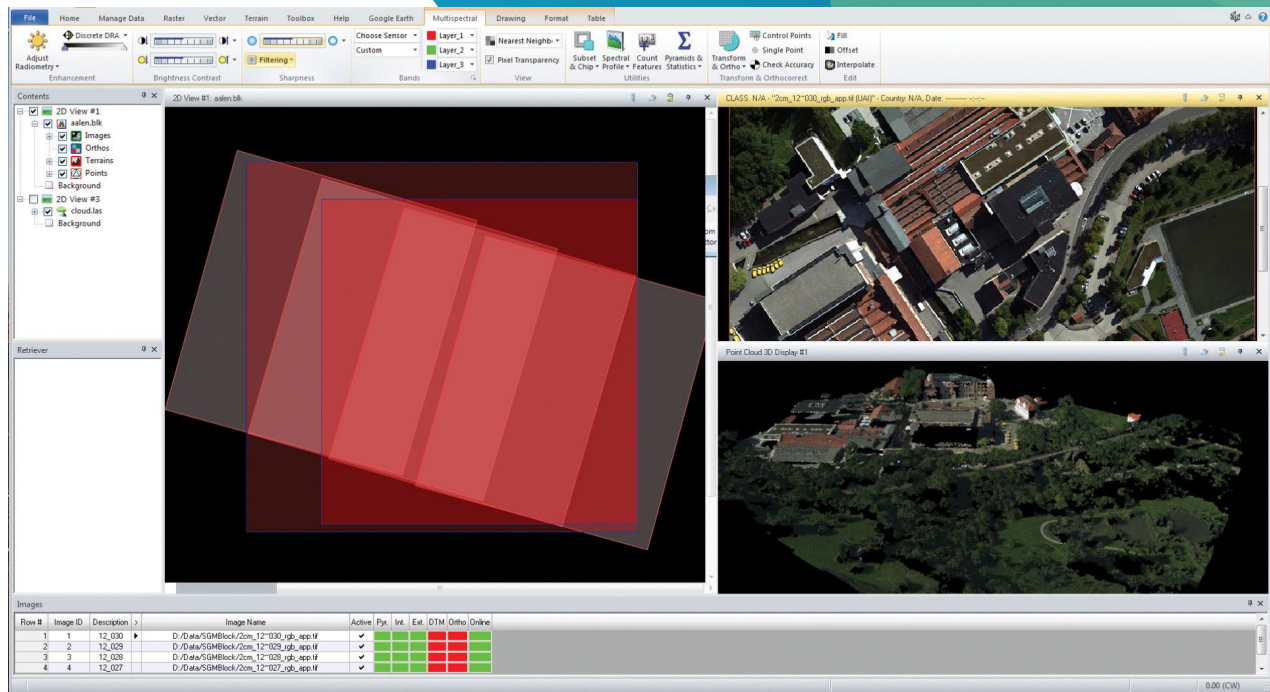 File Home Manage Data Raster Vector Terrain Toolbox Help Google Earth Multispectral Drawing Format Table
Adjust Radiometry
Discrete DRA
Enhancement
Brightness Contrast
Filtering
Sharpness
Choose Sensor
Custom
Layer_1
Layer_2
Layer_3
Bands
Nearest Neighb
Pixel Transparency
View
Subset & Chip
Spectral Profile
Count Features
Pyramids & Statistics
Utilities
Transform & Ortho
Control Points
Single Point
Check Accuracy
Transform & Orthocorrect
Fill
Offset
Interpolate
Edit
Contents
2D View #1
aalen.blk
Images
Orthos
Terrains
Points
Background
2D View #3
cloud.las
Background
Retriever
2D View #1: aalen.blk
CLASS. N/A - "2cm_12~030_rgb_app.tif (UAI)" - Country: N/A, Date:
Point Cloud 3D Display #1
Images
Row # Image ID Description > Image Name Active Pyr. Int. Ext. DTM Ortho Online
1 1 12_030 D:/Data/SGMBlock/2cm_12~030_rgb_app.tif
2 2 12_029 D:/Data/SGMBlock/2cm_12~029_rgb_app.tif
3 3 12_028 D:/Data/SGMBlock/2cm_12~028_rgb_app.tif
4 4 12_027 D:/Data/SGMBlock/2cm_12~027_rgb_app.tif
0.00 (CW)